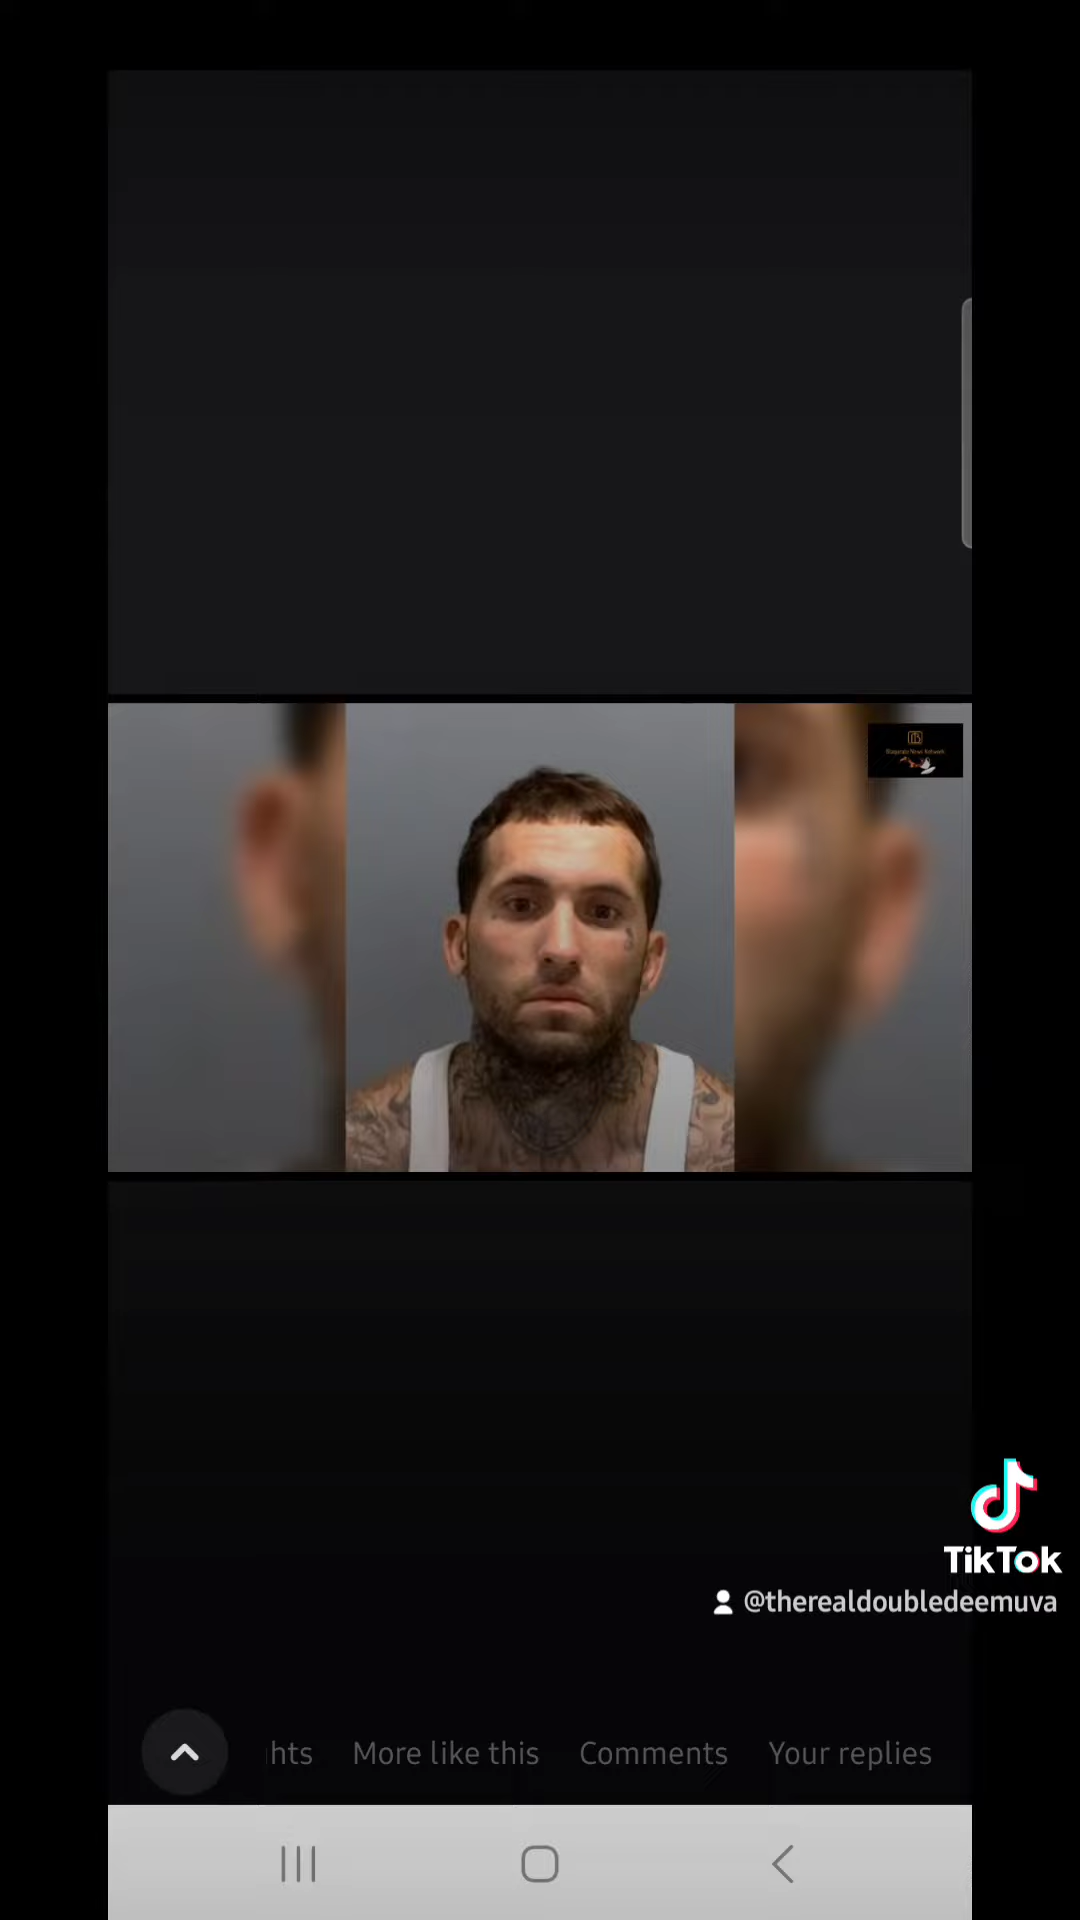 TikTok
@therealdoubledeemuva
hts
More like this
Comments
Your replies